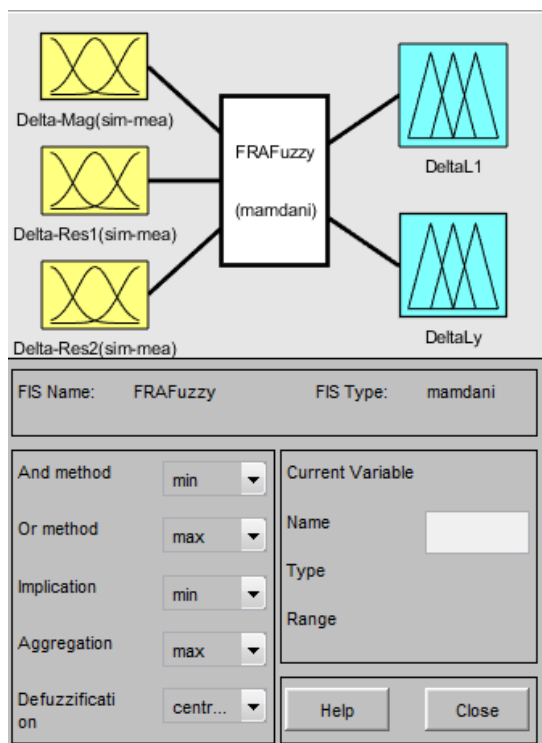 Delta-Mag(sim-mea)
Delta-Res1(sim-mea)
Delta-Res2(sim-mea)
FRAFuzzy
(mamdani)
DeltaL1
DeltaLy
FIS Name: FRAFuzzy FIS Type: mamdani
And method min
Or method max
Implication min
Aggregation max
Defuzzificati
on centr...
Current Variable
Name
Type
Range
Help Close